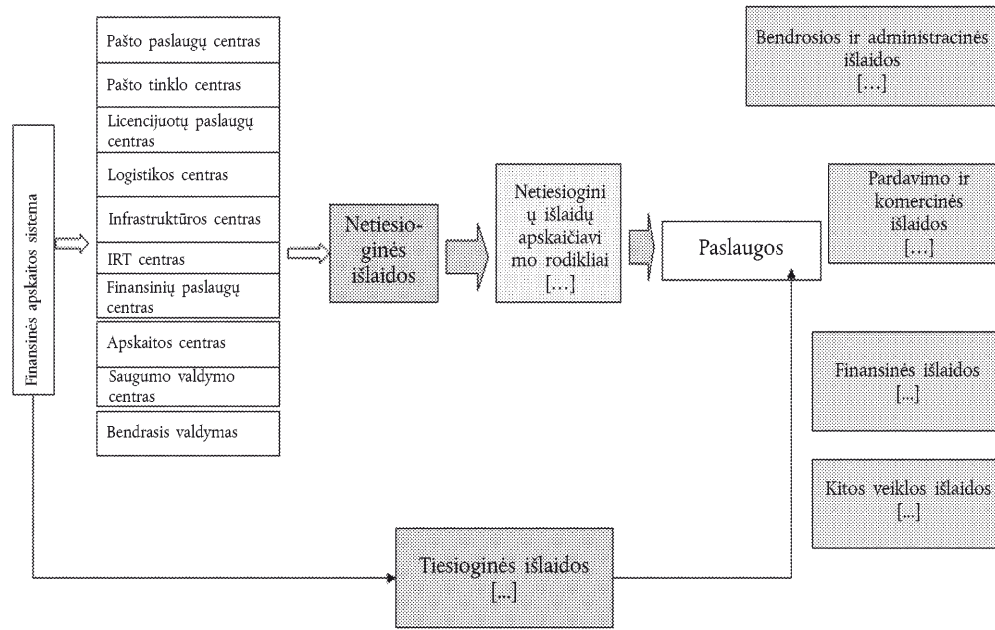 Finansinės apskaitos sistema
Pašto paslaugų centras
Pašto tinklo centras
Licencijuotų paslaugų
centras
Logistikos centras
Infrastruktūros centras
IRT centras
Finansinių paslaugų
centras
Apskaitos centras
Saugumo valdymo
centras
Bendrasis valdymas
Netiesio-
ginės
išlaidos
Netiesiogini
ų išlaidų
apskaičiavi
mo rodikliai
[…]
Paslaugos
Tiesioginės išlaidos
[...]
Bendrosios ir administracinės
išlaidos
[…]
Pardavimo ir
komercinės
išlaidos
[…]
Finansinės išlaidos
[...]
Kitos veiklos išlaidos
[...]